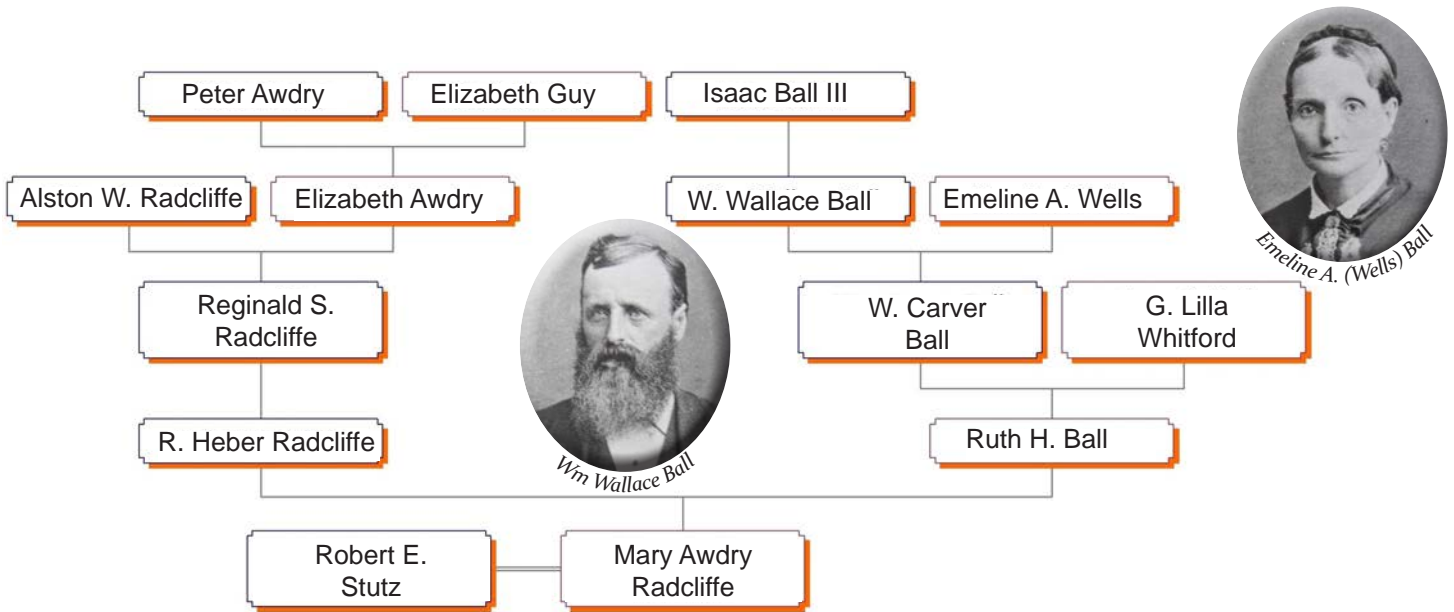 Peter Awdry
Elizabeth Guy
Isaac Ball III
Alston W. Radcliffe
Elizabeth Awdry
W. Wallace Ball
Emeline A. Wells
Emeline A. (Wells) Ball
Reginald S.
Radcliffe
W. Carver
Ball
G. Lilla
Whitford
R. Heber Radcliffe
Wm Wallace Ball
Ruth H. Ball
Robert E.
Stutz
Mary Awdry
Radcliffe